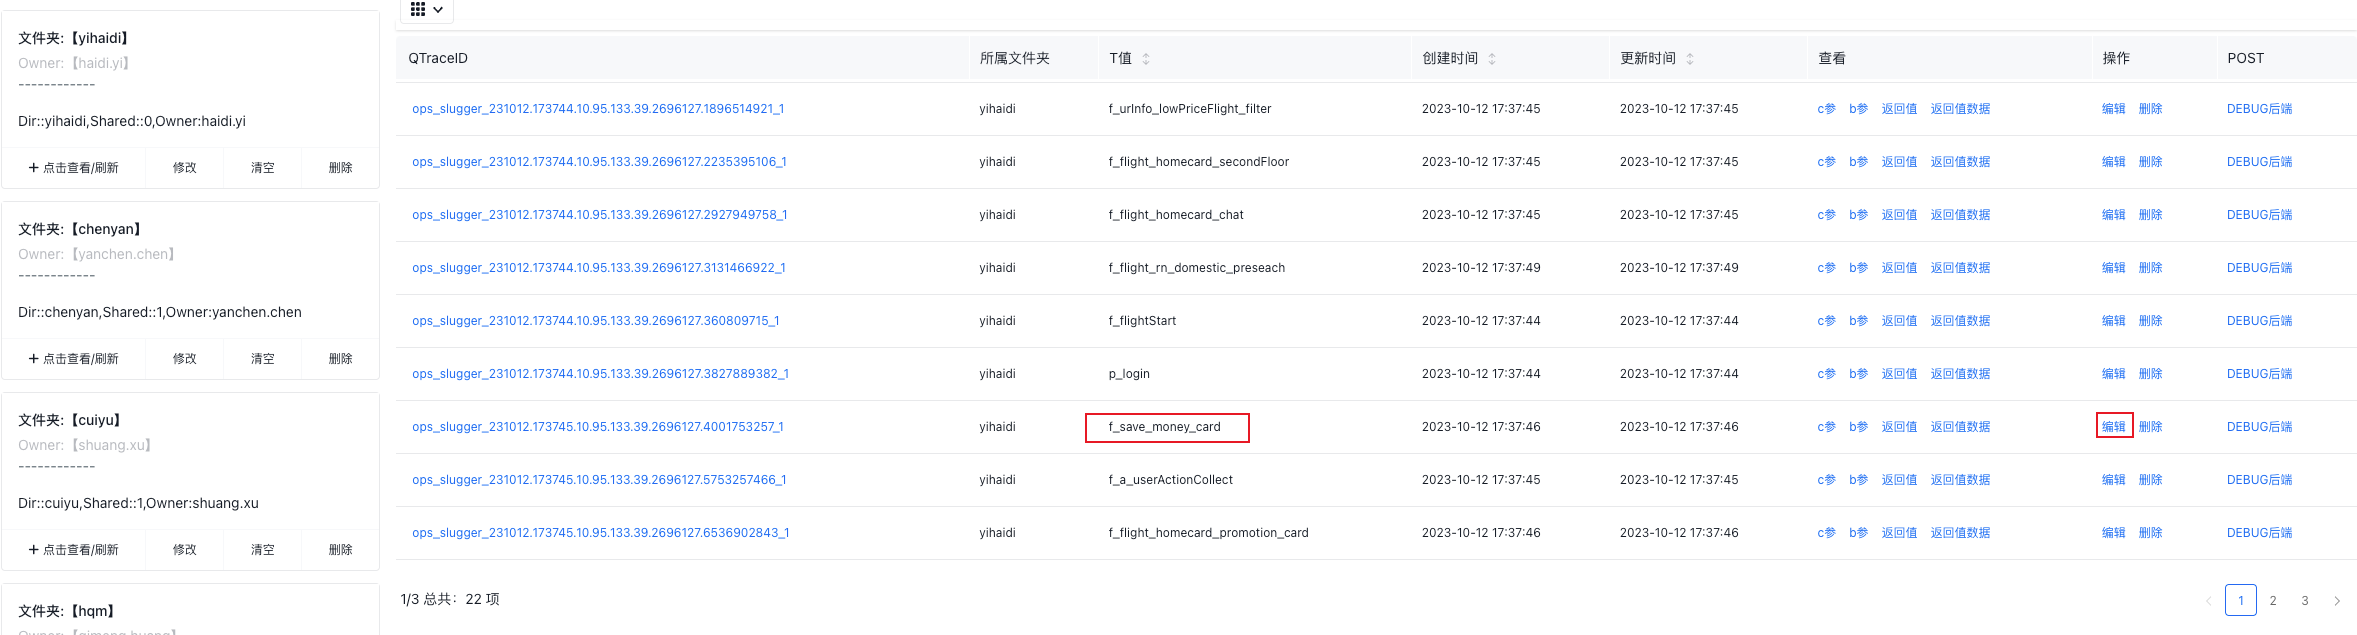 文件夹:【yihaidi】
Owner:【haidi.yi】
------------
Dir::yihaidi,Shared::0,Owner:haidi.yi
+ 点击查看/刷新 修改 清空 删除
文件夹:【chenyan】
Owner:【yanchen.chen】
------------
Dir::chenyan,Shared::1,Owner:yanchen.chen
+ 点击查看/刷新 修改 清空 删除
文件夹:【cuiyu】
Owner:【shuang.xu】
------------
Dir::cuiyu,Shared::1,Owner:shuang.xu
+ 点击查看/刷新 修改 清空 删除
文件夹:【hqm】
QTraceID 所属文件夹 T值 创建时间 更新时间 查看 操作 POST
ops_slugger_231012.173744.10.95.133.39.2696127.1896514921_1 yihaidi f_urInfo_lowPriceFlight_filter 2023-10-12 17:37:45 2023-10-12 17:37:45 c参 b参 返回值 返回值数据 编辑 删除 DEBUG后端
ops_slugger_231012.173744.10.95.133.39.2696127.2235395106_1 yihaidi f_flight_homecard_secondFloor 2023-10-12 17:37:45 2023-10-12 17:37:45 c参 b参 返回值 返回值数据 编辑 删除 DEBUG后端
ops_slugger_231012.173744.10.95.133.39.2696127.2927949758_1 yihaidi f_flight_homecard_chat 2023-10-12 17:37:45 2023-10-12 17:37:45 c参 b参 返回值 返回值数据 编辑 删除 DEBUG后端
ops_slugger_231012.173744.10.95.133.39.2696127.3131466922_1 yihaidi f_flight_rn_domestic_preseach 2023-10-12 17:37:49 2023-10-12 17:37:49 c参 b参 返回值 返回值数据 编辑 删除 DEBUG后端
ops_slugger_231012.173744.10.95.133.39.2696127.360809715_1 yihaidi f_flightStart 2023-10-12 17:37:44 2023-10-12 17:37:44 c参 b参 返回值 返回值数据 编辑 删除 DEBUG后端
ops_slugger_231012.173744.10.95.133.39.2696127.3827889382_1 yihaidi p_login 2023-10-12 17:37:44 2023-10-12 17:37:44 c参 b参 返回值 返回值数据 编辑 删除 DEBUG后端
ops_slugger_231012.173745.10.95.133.39.2696127.4001753257_1 yihaidi f_save_money_card 2023-10-12 17:37:46 2023-10-12 17:37:46 c参 b参 返回值 返回值数据 编辑 删除 DEBUG后端
ops_slugger_231012.173745.10.95.133.39.2696127.5753257466_1 yihaidi f_a_userActionCollect 2023-10-12 17:37:45 2023-10-12 17:37:45 c参 b参 返回值 返回值数据 编辑 删除 DEBUG后端
ops_slugger_231012.173745.10.95.133.39.2696127.6536902843_1 yihaidi f_flight_homecard_promotion_card 2023-10-12 17:37:46 2023-10-12 17:37:46 c参 b参 返回值 返回值数据 编辑 删除 DEBUG后端
1/3 总共: 22 项
1 2 3